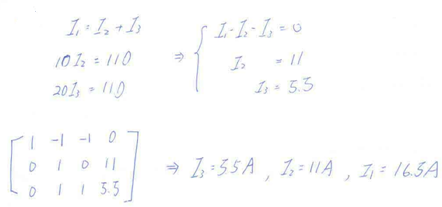 I₁ = I₂ + I₃
10I₂ = 110
20I₃ = 110
⇒ { I₁ - I₂ - I₃ = 0
I₂ = 11
I₃ = 5.5
[ 1 -1 -1 0
0 1 0 11
0 1 1 5.5 ]
⇒ I₃ = 5.5A , I₂ = 11A , I₁ = 16.5A